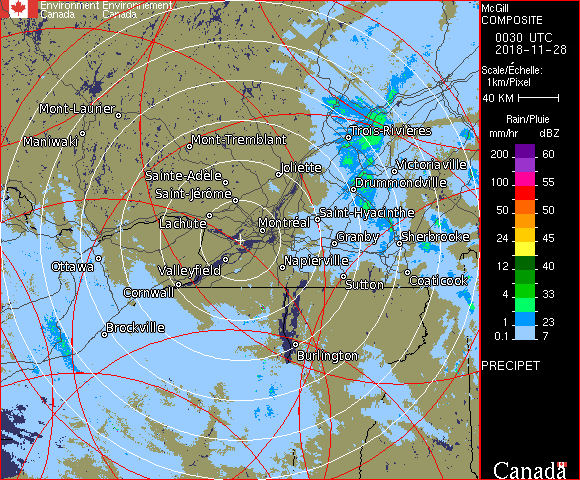 Environment Environnement
Canada Canada
McGill
COMPOSITE
0030 UTC
2018-11-28
Scale/Échelle:
1km/Pixel
40 KM
Rain/Pluie
mm/hr dBZ
200 60
100 55
50 50
24 45
12 40
4 33
1 23
0.1 7
PRECIPET
Canada
Mont-Laurier
Maniwaki
Mont-Tremblant
Trois-Rivières
Joliette
Victoriaville
Sainte-Adèle
Drummondville
Saint-Jérôme
Saint-Hyacinthe
Lachute
Montréal
Granby
Sherbrooke
Ottawa
Valleyfield
Napierville
Cornwall
Sutton
Coaticook
Brockville
Burlington